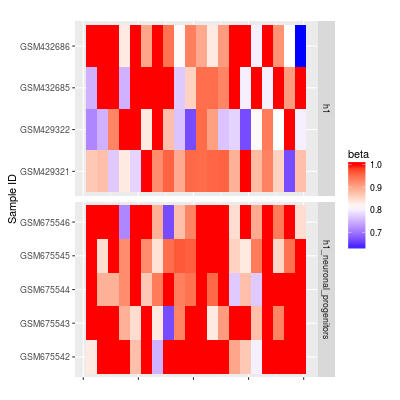 GSM432686
GSM432685
GSM429322
GSM429321
h1
GSM675546
GSM675545
GSM675544
GSM675543
GSM675542
h1_neuronal_progenitors
Sample ID
beta
1.0
0.9
0.8
0.7